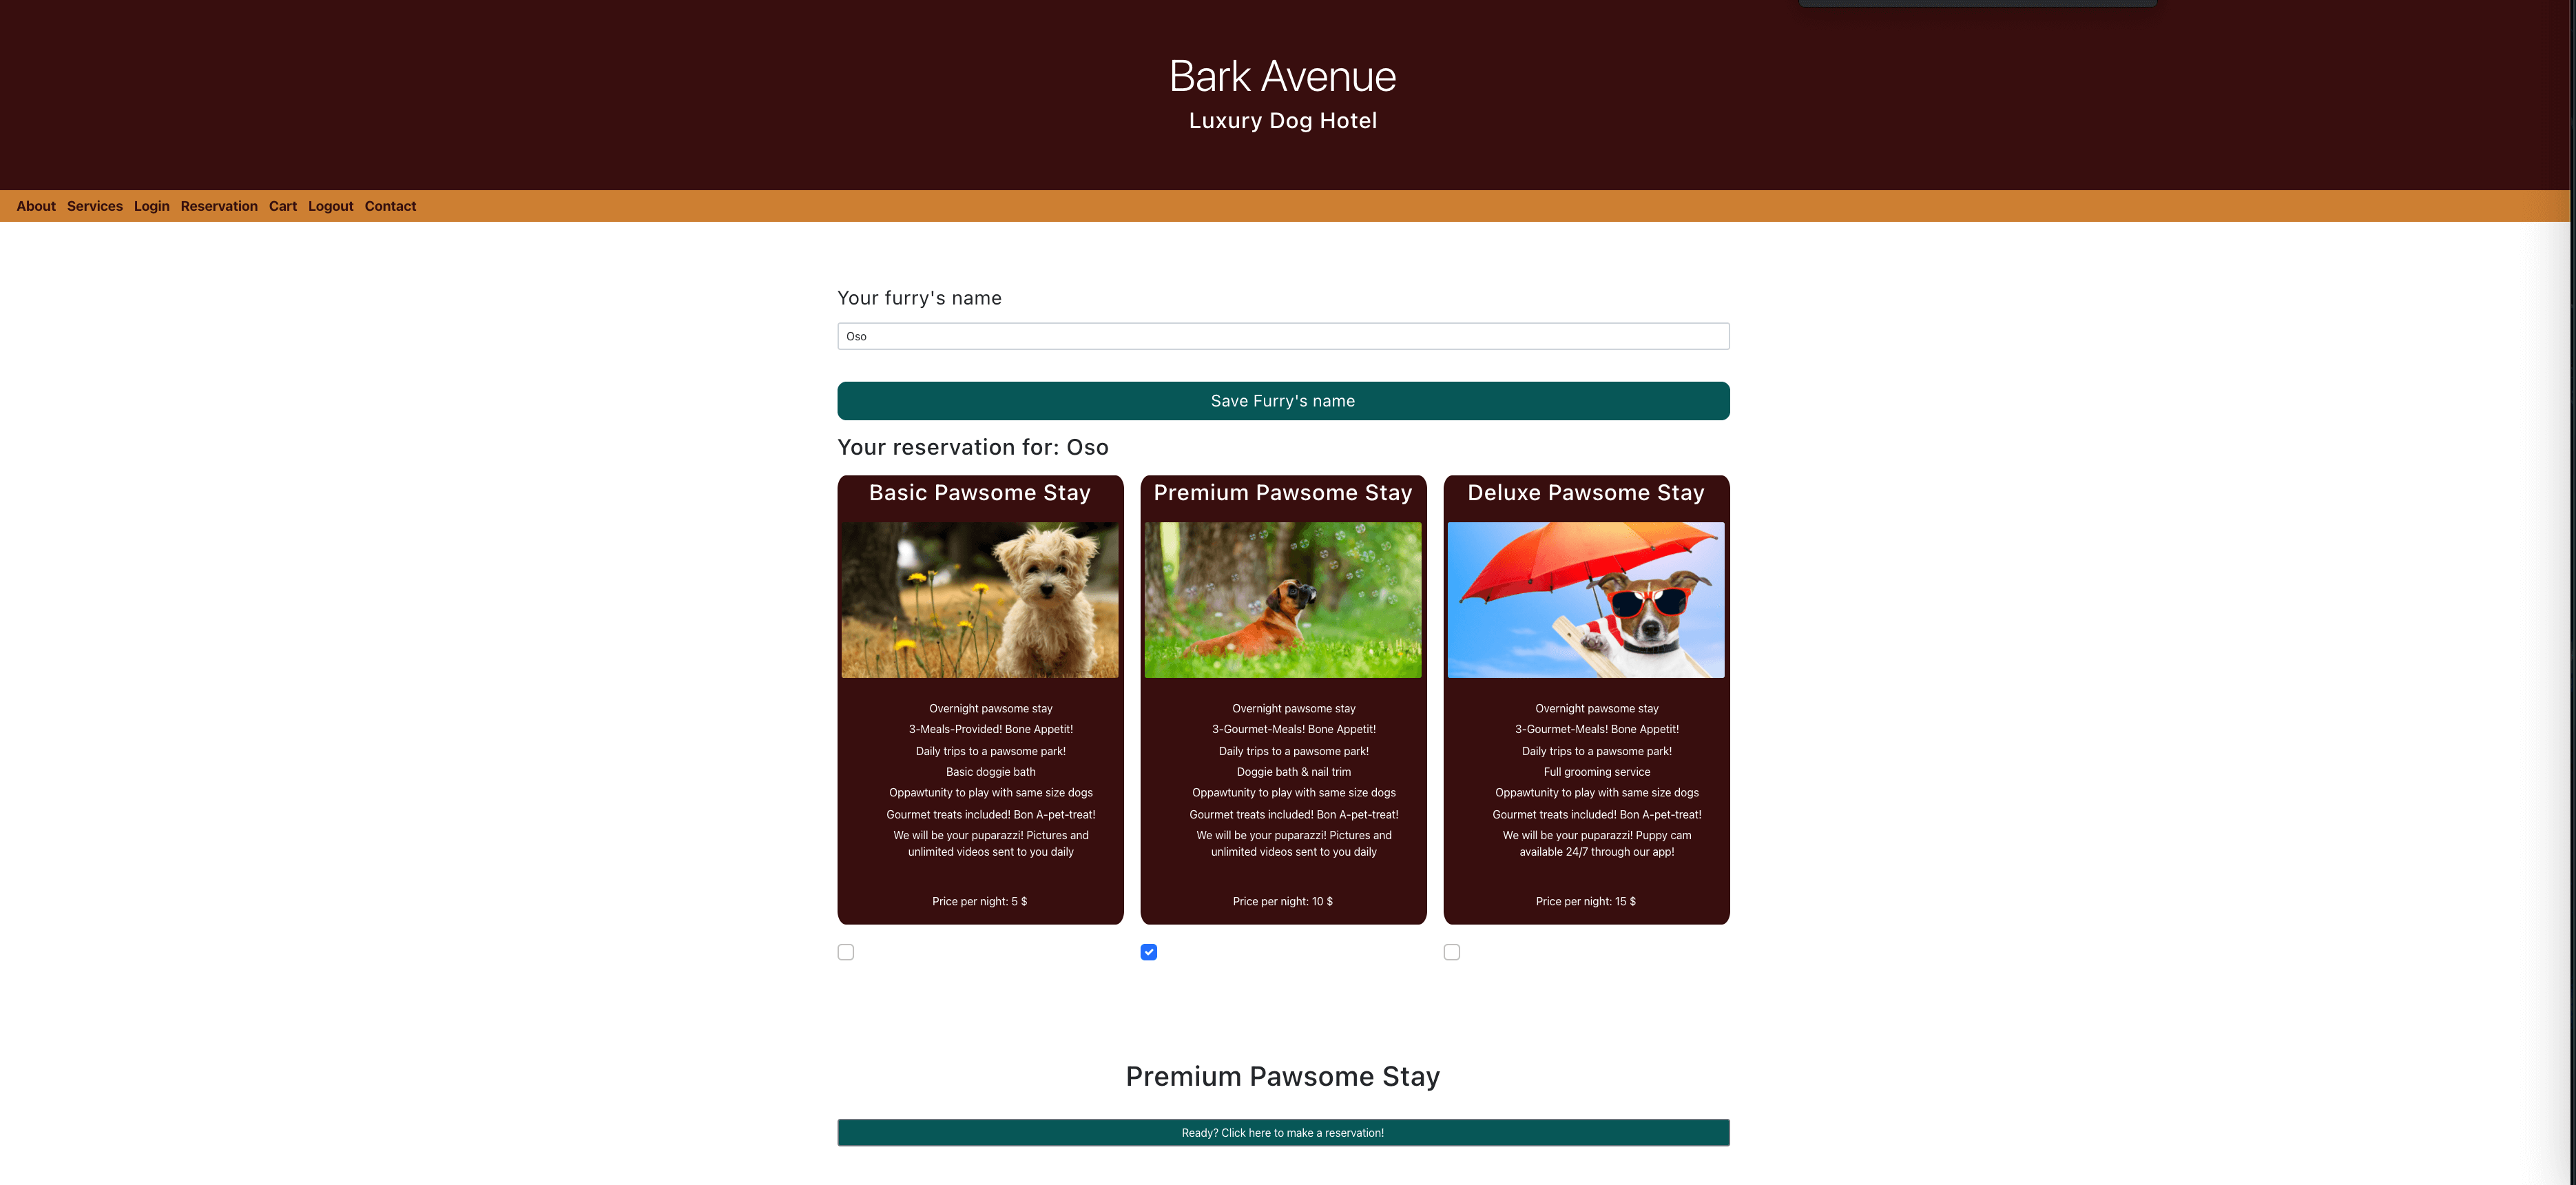 Bark Avenue
Luxury Dog Hotel
About Services Login Reservation Cart Logout Contact
Your furry's name
Oso
Save Furry's name
Your reservation for: Oso
Basic Pawsome Stay
Overnight pawsome stay
3-Meals-Provided! Bone Appetit!
Daily trips to a pawsome park!
Basic doggie bath
Oppawtunity to play with same size dogs
Gourmet treats included! Bon A-pet-treat!
We will be your puparazzi! Pictures and
unlimited videos sent to you daily
Price per night: 5 $
Premium Pawsome Stay
Overnight pawsome stay
3-Gourmet-Meals! Bone Appetit!
Daily trips to a pawsome park!
Doggie bath & nail trim
Oppawtunity to play with same size dogs
Gourmet treats included! Bon A-pet-treat!
We will be your puparazzi! Pictures and
unlimited videos sent to you daily
Price per night: 10 $
Deluxe Pawsome Stay
Overnight pawsome stay
3-Gourmet-Meals! Bone Appetit!
Daily trips to a pawsome park!
Full grooming service
Oppawtunity to play with same size dogs
Gourmet treats included! Bon A-pet-treat!
We will be your puparazzi! Puppy cam
available 24/7 through our app!
Price per night: 15 $
Premium Pawsome Stay
Ready? Click here to make a reservation!